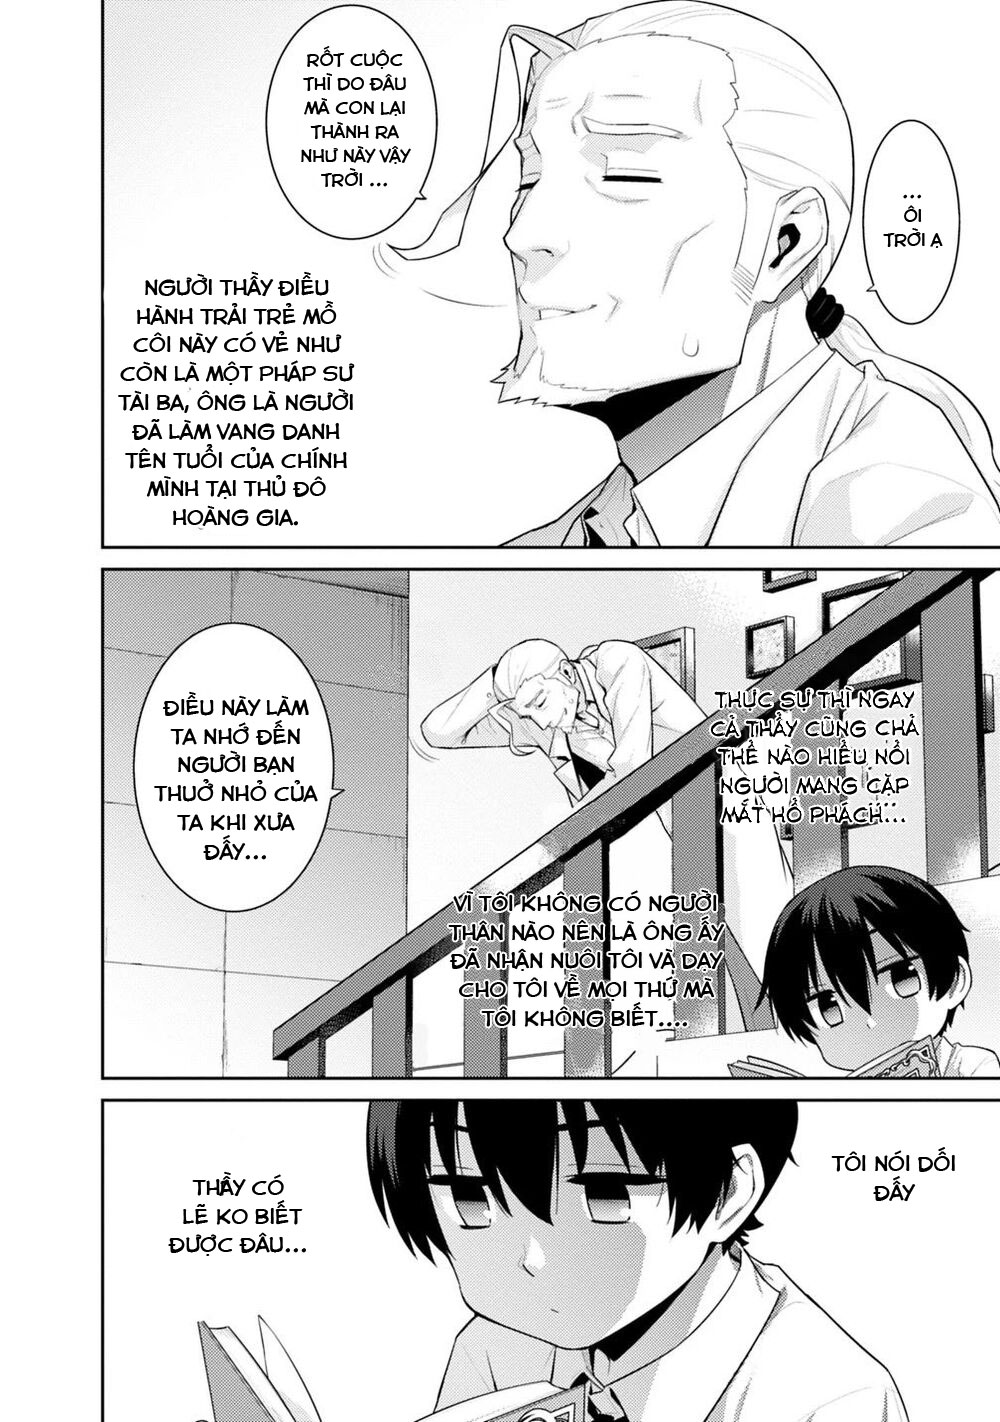 ...
ÔI
TRỜI Ạ
RỐT CUỘC
THÌ DO ĐÂU
MÀ CON LẠI
THÀNH RA
NHƯ NÀY VẬY
TRỜI ...
NGƯỜI THẦY ĐIỀU
HÀNH TRẢI TRẺ MỒ
CÔI NÀY CÓ VẺ NHƯ
CÒN LÀ MỘT PHÁP SƯ
TÀI BA, ÔNG LÀ NGƯỜI
ĐÃ LÀM VANG DANH
TÊN TUỔI CỦA CHÍNH
MÌNH TẠI THỦ ĐÔ
HOÀNG GIA.
THỰC SỰ THÌ NGAY
CẢ THẦY CŨNG CHẢ
THỂ NÀO HIỂU NỔI
NGƯỜI MANG CẶP
MẮT HỔ PHÁCH...
ĐIỀU NÀY LÀM
TA NHỚ ĐẾN
NGƯỜI BẠN
THUỞ NHỎ CỦA
TA KHI XƯA
ĐẤY...
VÌ TÔI KHÔNG CÓ NGƯỜI
THÂN NÀO NÊN LÀ ÔNG ẤY
ĐÃ NHẬN NUÔI TÔI VÀ DẠY
CHO TÔI VỀ MỌI THỨ MÀ
TÔI KHÔNG BIẾT....
TÔI NÓI DỐI
ĐẤY
THẦY CÓ
LẼ KO BIẾT
ĐƯỢC ĐÂU...